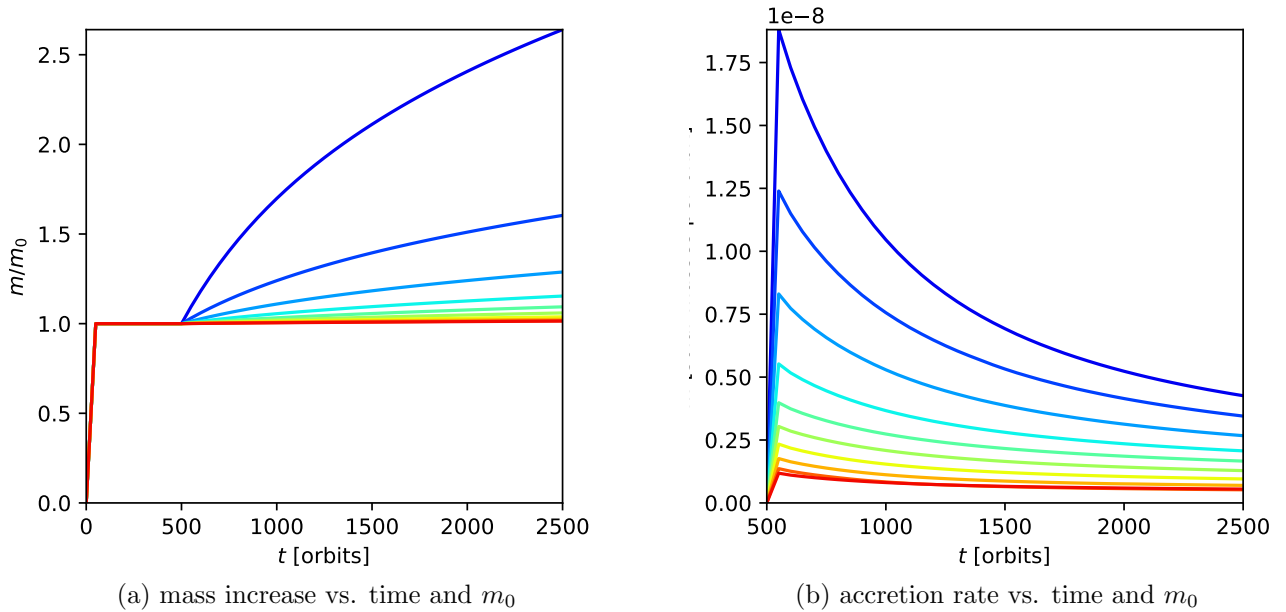 1e−8
2.5
2.0
1.5
1.0
0.5
0.0
m/m0
0 500 1000 1500 2000 2500
t [orbits]
1.75
1.50
1.25
1.00
0.75
0.50
0.25
0.00
500 1000 1500 2000 2500
t [orbits]
(a) mass increase vs. time and m0
(b) accretion rate vs. time and m0